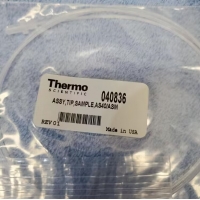 Thermo 040836
SCIENTIFIC
ASSY,TIP,SAMPLE,AS40/ASM
REV 01 Made in USA